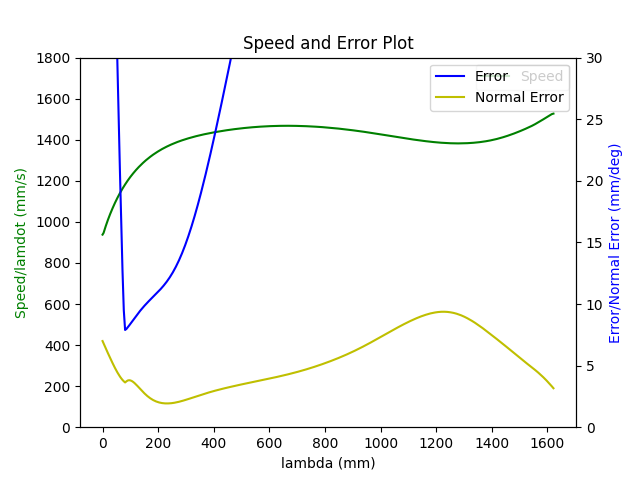 Speed and Error Plot
1800
1600
1400
1200
1000
800
600
400
200
0
Speed/lamdot (mm/s)
30
25
20
15
10
5
0
Error/Normal Error (mm/deg)
Error
Speed
Normal Error
0 200 400 600 800 1000 1200 1400 1600
lambda (mm)